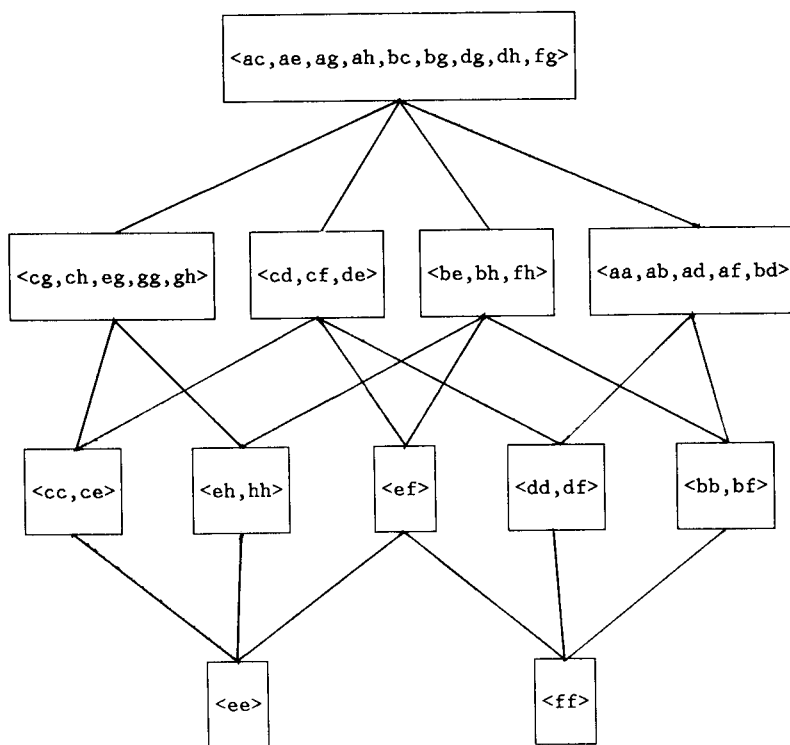 <ac,ae,ag,ah,bc,bg,dg,dh,fg>
<cg,ch,eg,gg,gh>
<cd,cf,de>
<be,bh,fh>
<aa,ab,ad,af,bd>
<cc,ce>
<eh,hh>
<ef>
<dd,df>
<bb,bf>
<ee>
<ff>